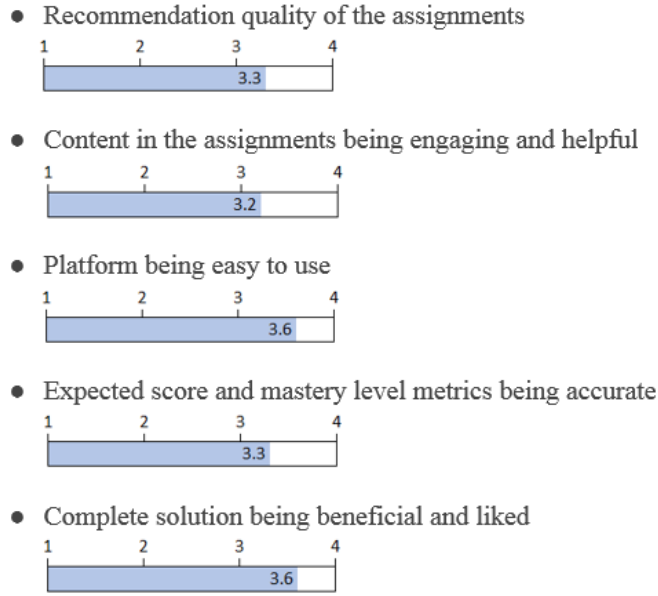 ● Recommendation quality of the assignments
1 2 3 4
3.3
● Content in the assignments being engaging and helpful
1 2 3 4
3.2
● Platform being easy to use
1 2 3 4
3.6
● Expected score and mastery level metrics being accurate
1 2 3 4
3.3
● Complete solution being beneficial and liked
1 2 3 4
3.6